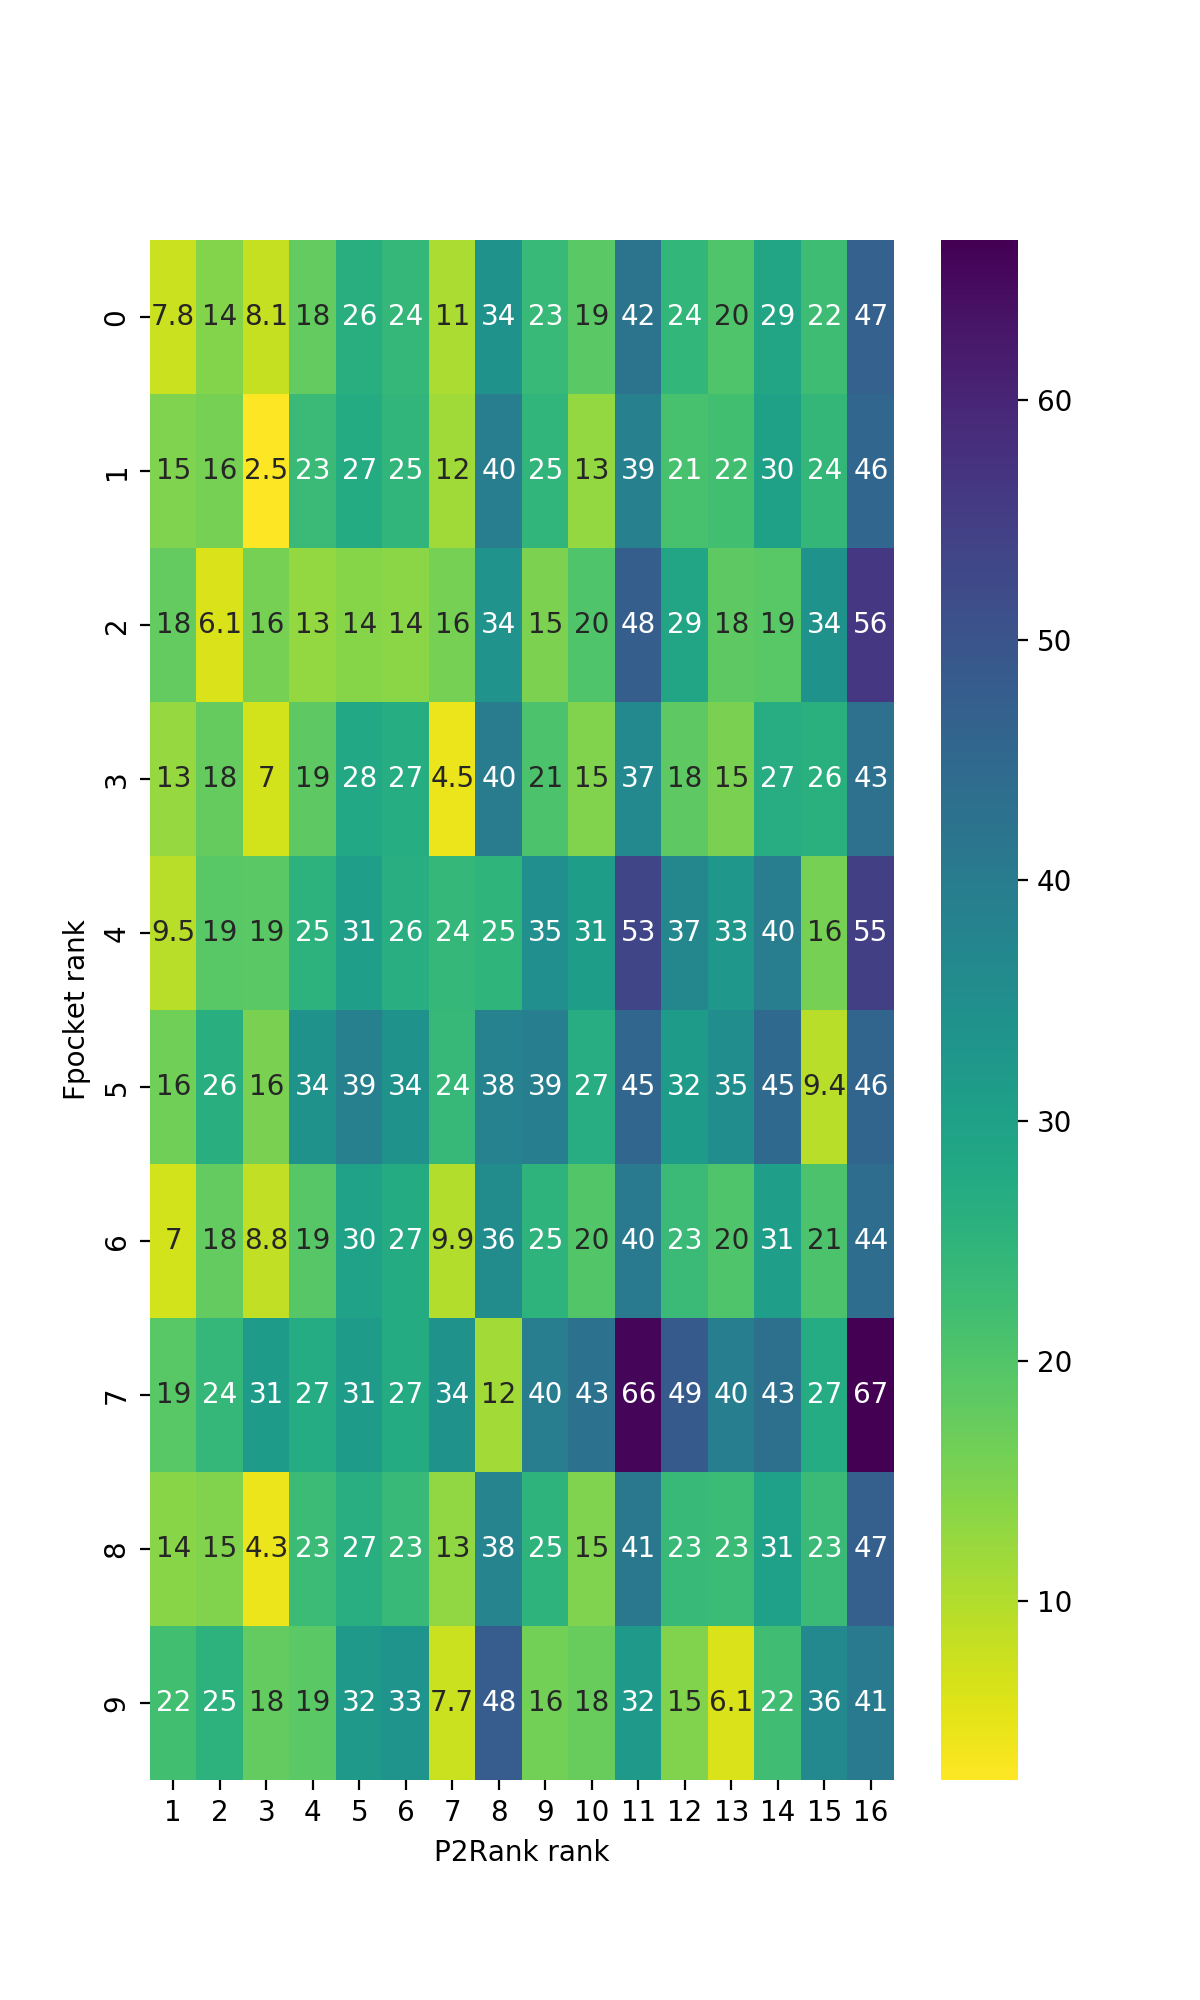 0 7.8 14 8.1 18 26 24 11 34 23 19 42 24 20 29 22 47
60
1 15 16 2.5 23 27 25 12 40 25 13 39 21 22 30 24 46
2 18 6.1 16 13 14 14 16 34 15 20 48 29 18 19 34 56
50
3 13 18 7 19 28 27 4.5 40 21 15 37 18 15 27 26 43
40
4 9.5 19 19 25 31 26 24 25 35 31 53 37 33 40 16 55
Fpocket rank
5 16 26 16 34 39 34 24 38 39 27 45 32 35 45 9.4 46
30
6 7 18 8.8 19 30 27 9.9 36 25 20 40 23 20 31 21 44
20
7 19 24 31 27 31 27 34 12 40 43 66 49 40 43 27 67
8 14 15 4.3 23 27 23 13 38 25 15 41 23 23 31 23 47
10
9 22 25 18 19 32 33 7.7 48 16 18 32 15 6.1 22 36 41
1 2 3 4 5 6 7 8 9 10 11 12 13 14 15 16
P2Rank rank